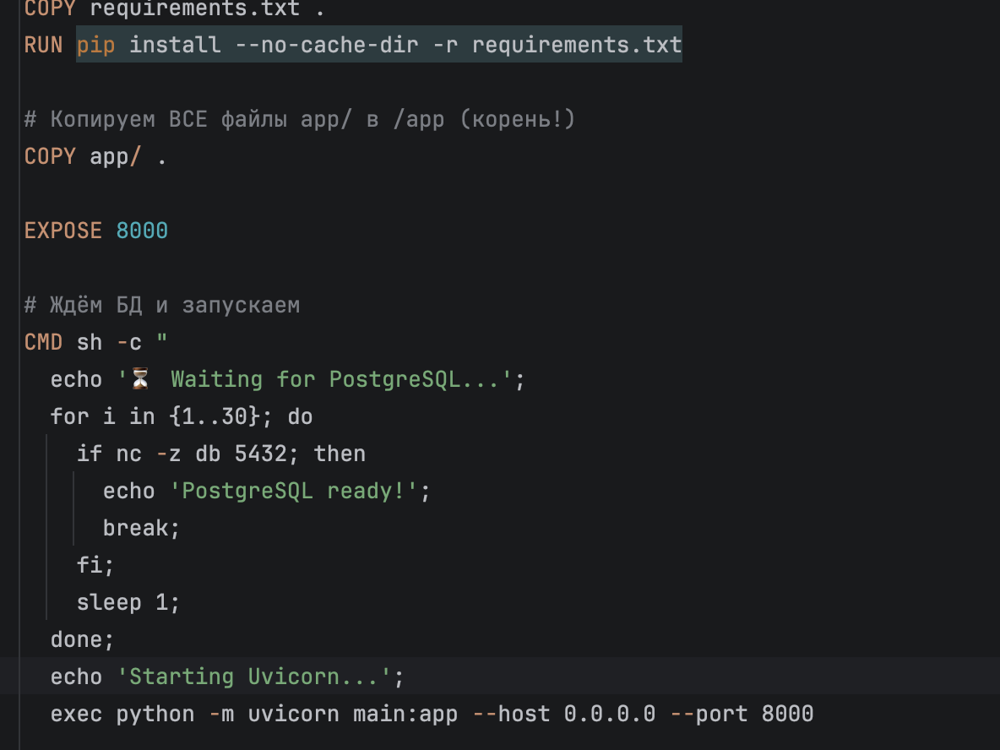 COPY requirements.txt .
RUN pip install --no-cache-dir -r requirements.txt
# Копируем ВСЕ файлы app/ в /app (корень!)
COPY app/ .
EXPOSE 8000
# Ждём БД и запускаем
CMD sh -c "
echo '⏳ Waiting for PostgreSQL...';
for i in {1..30}; do
if nc -z db 5432; then
echo 'PostgreSQL ready!';
break;
fi;
sleep 1;
done;
echo 'Starting Uvicorn...';
exec python -m uvicorn main:app --host 0.0.0.0 --port 8000